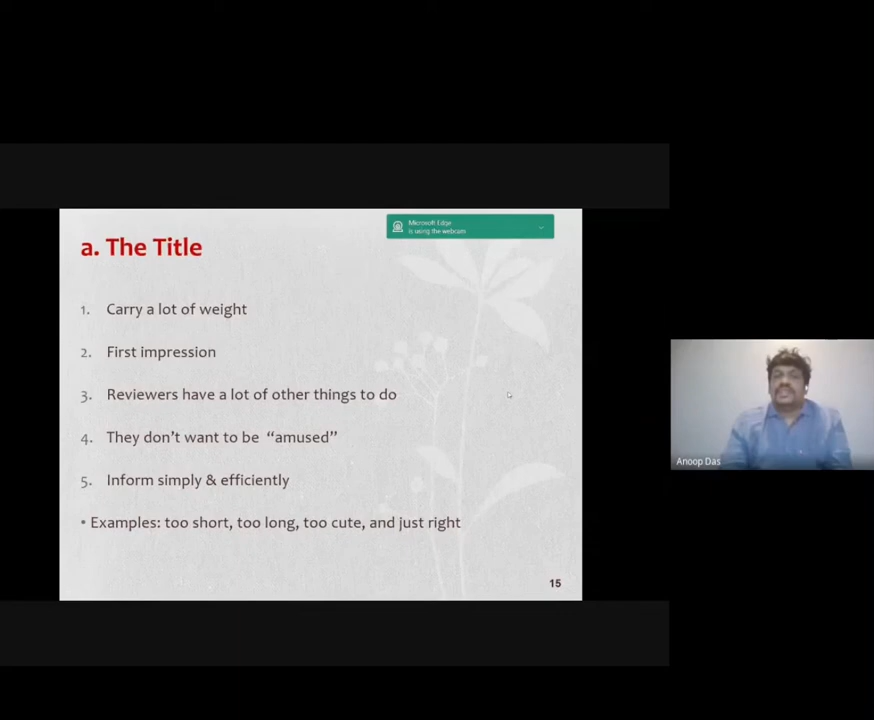 Microsoft Edge
is using the webcam
a. The Title
1. Carry a lot of weight
2. First impression
3. Reviewers have a lot of other things to do
4. They don’t want to be “amused”
5. Inform simply & efficiently
• Examples: too short, too long, too cute, and just right
15
Anoop Das